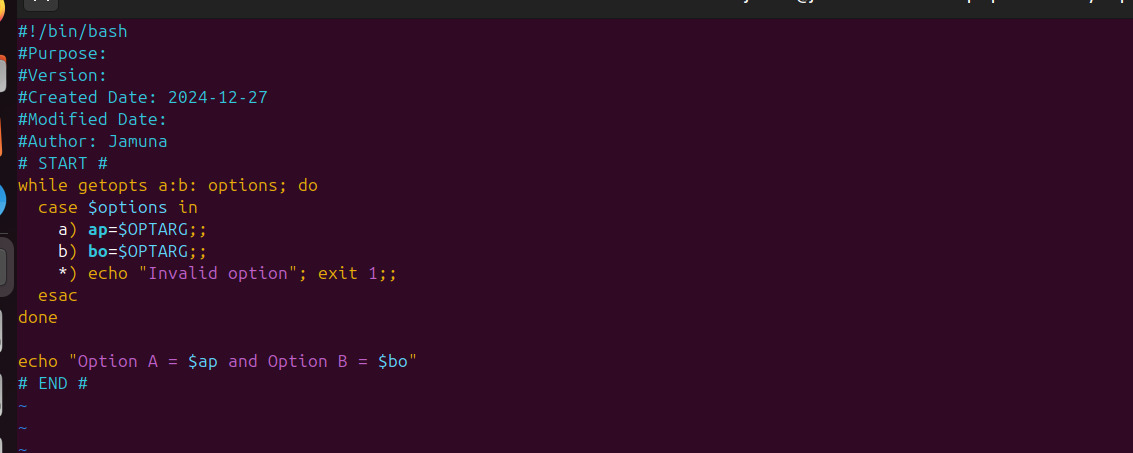 #!/bin/bash
#Purpose:
#Version:
#Created Date: 2024-12-27
#Modified Date:
#Author: Jamuna
# START #
while getopts a:b: options; do
  case $options in
    a) ap=$OPTARG;;
    b) bo=$OPTARG;;
    *) echo "Invalid option"; exit 1;;
  esac
done

echo "Option A = $ap and Option B = $bo"
# END #
~
~
~